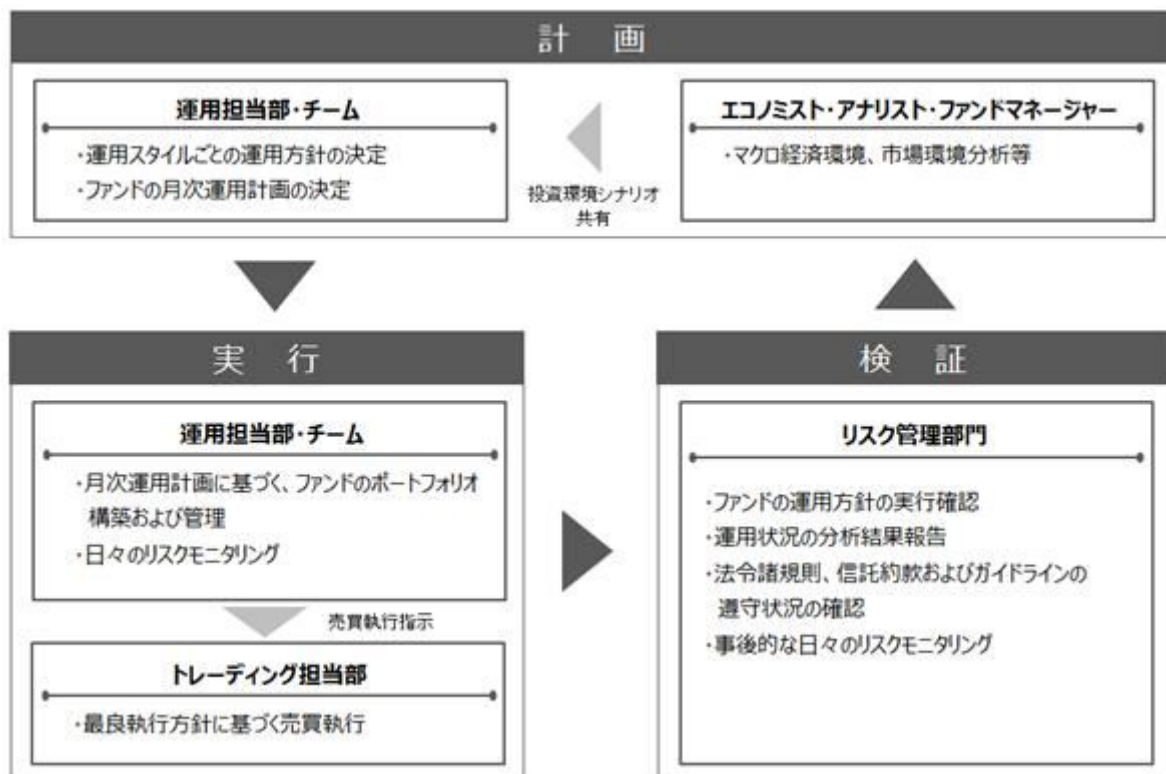 計 画
運用担当部・チーム
・運用スタイルごとの運用方針の決定
・ファンドの月次運用計画の決定
投資環境シナリオ
共有
エコノミスト・アナリスト・ファンドマネージャー
・マクロ経済環境、市場環境分析等
実 行
運用担当部・チーム
・月次運用計画に基づく、ファンドのポートフォリオ
構築および管理
・日々のリスクモニタリング
売買執行指示
トレーディング担当部
・最良執行方針に基づく売買執行
検 証
リスク管理部門
・ファンドの運用方針の実行確認
・運用状況の分析結果報告
・法令諸規則、信託約款およびガイドラインの
遵守状況の確認
・事後的な日々のリスクモニタリング